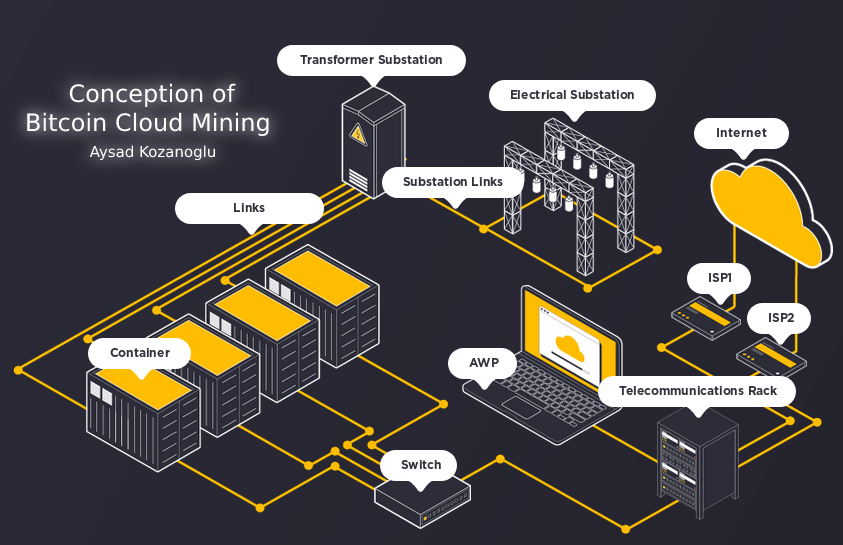 Conception of
Bitcoin Cloud Mining
Aysad Kozanoglu
Transformer Substation
Electrical Substation
Internet
Substation Links
Links
ISP1
ISP2
Container
AWP
Telecommunications Rack
Switch